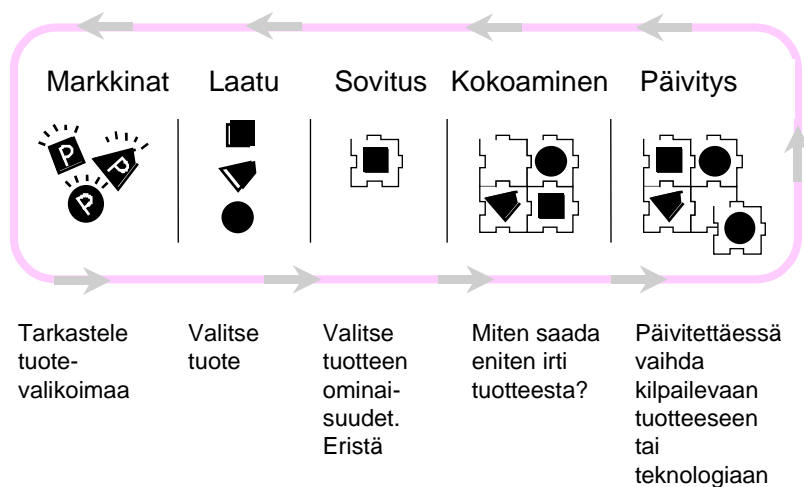 Markkinat Laatu Sovitus Kokoaminen Päivitys
P
P
P
Tarkastele
tuote-
valikoimaa
Valitse
tuote
Valitse
tuotteen
ominai-
suudet.
Eristä
Miten saada
eniten irti
tuotteesta?
Päivitettäessä
vaihda
kilpailevaan
tuotteeseen
tai
teknologiaan